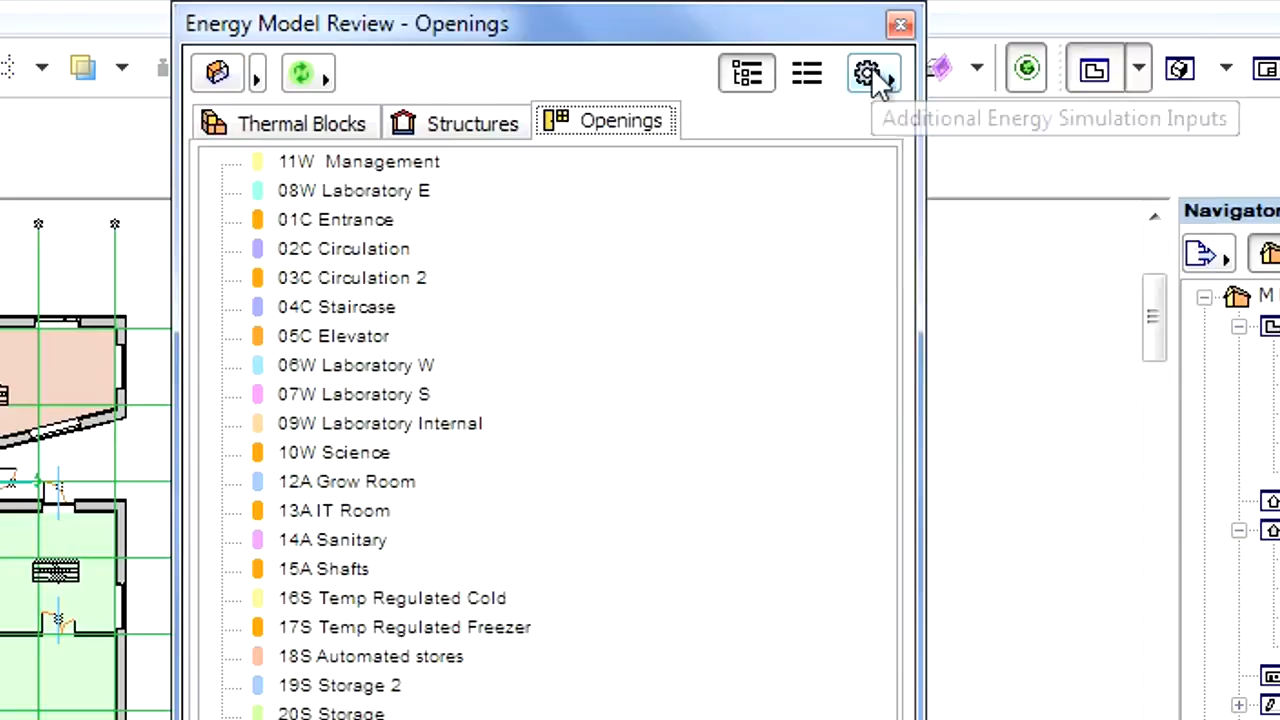 Energy Model Review - Openings
Additional Energy Simulation Inputs
Thermal Blocks
Structures
Openings
11W  Management
08W Laboratory E
01C Entrance
02C Circulation
03C Circulation 2
04C Staircase
05C Elevator
06W Laboratory W
07W Laboratory S
09W Laboratory Internal
10W Science
12A Grow Room
13A IT Room
14A Sanitary
15A Shafts
16S Temp Regulated Cold
17S Temp Regulated Freezer
18S Automated stores
19S Storage 2
20S Storage
Navigator
M